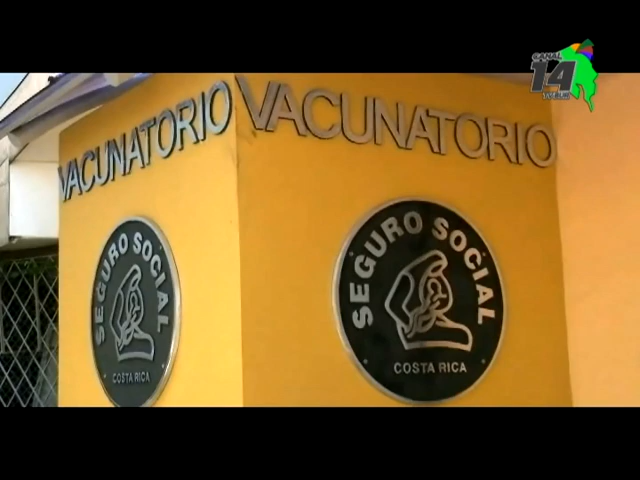 CANAL
14
VACUNATORIO
VACUNATORIO
SEGURO SOCIAL
COSTA RICA
SEGURO SOCIAL
COSTA RICA